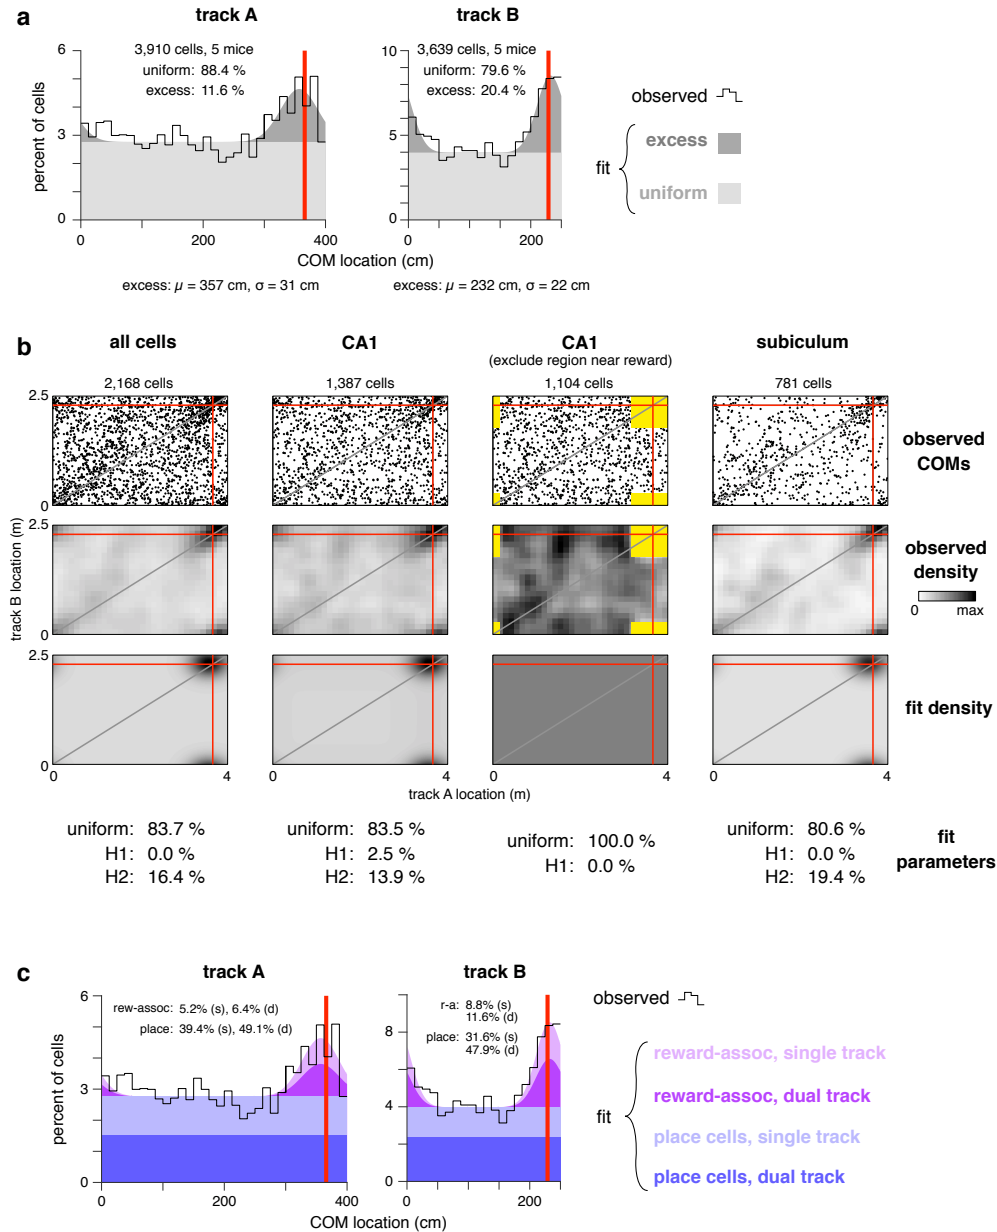 a
track A
track B
3,910 cells, 5 mice
uniform: 88.4 %
excess: 11.6 %
3,639 cells, 5 mice
uniform: 79.6 %
excess: 20.4 %
percent of cells
6
3
0
10
5
0
0
200
400
0
200
COM location (cm)
excess: μ = 357 cm, σ = 31 cm
excess: μ = 232 cm, σ = 22 cm
observed
fit
excess
uniform
b
all cells
CA1
CA1
(exclude region near reward)
subiculum
2,168 cells
1,387 cells
1,104 cells
781 cells
2.5
0
observed
COMs
2.5
0
track B location (m)
observed
density
0
max
2.5
0
fit density
0
4
0
4
0
4
0
4
track A location (m)
uniform: 83.7 %
H1: 0.0 %
H2: 16.4 %
uniform: 83.5 %
H1: 2.5 %
H2: 13.9 %
uniform: 100.0 %
H1: 0.0 %
uniform: 80.6 %
H1: 0.0 %
H2: 19.4 %
fit
parameters
c
track A
track B
rew-assoc: 5.2% (s), 6.4% (d)
place: 39.4% (s), 49.1% (d)
r-a: 8.8% (s)
11.6% (d)
place: 31.6% (s)
47.9% (d)
percent of cells
6
3
0
8
4
0
0
200
400
0
200
COM location (cm)
observed
fit
reward-assoc, single track
reward-assoc, dual track
place cells, single track
place cells, dual track